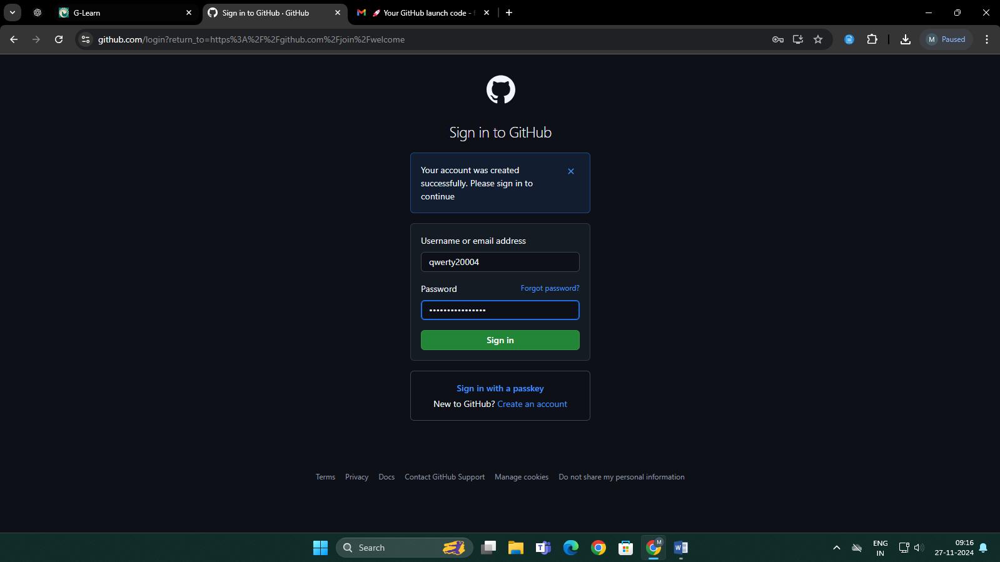 G-Learn
Sign in to GitHub · GitHub
🚀 Your GitHub launch code -
github.com/login?return_to=https%3A%2F%2Fgithub.com%2Fjoin%2Fwelcome
M Paused
Sign in to GitHub
Your account was created
successfully. Please sign in to
continue
Username or email address
qwerty20004
Password
Forgot password?
••••••••••••••••
Sign in
Sign in with a passkey
New to GitHub? Create an account
Terms
Privacy
Docs
Contact GitHub Support
Manage cookies
Do not share my personal information
Search
ENG
IN
09:16
27-11-2024